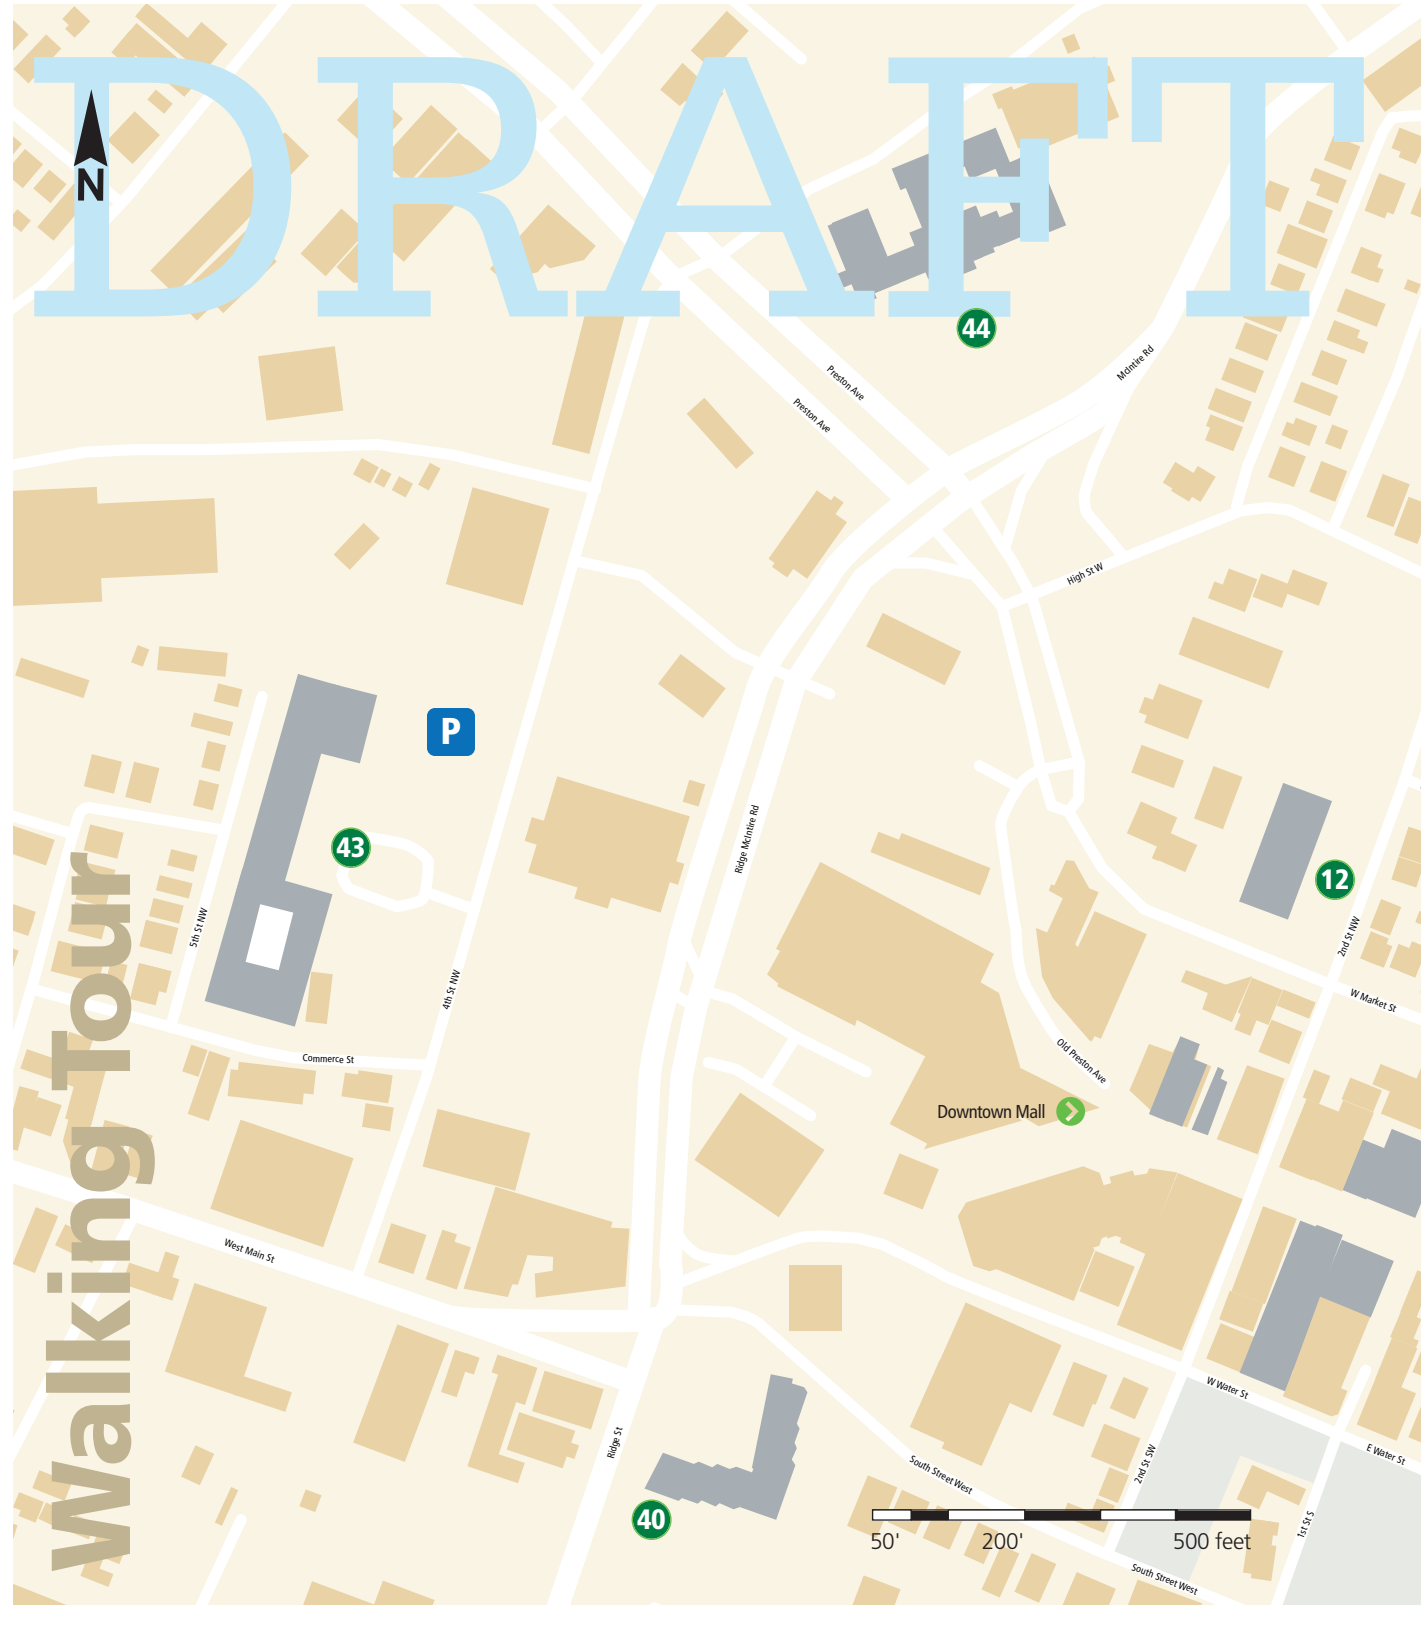 DRAFT
N
44
McIntire Rd
Preston Ave
Preston Ave
High St W
P
43
Ridge McIntire Rd
12
5th St NW
2nd St NW
4th St NW
W Market St
Commerce St
Old Preston Ave
Downtown Mall
Walking Tour
West Main St
W Water St
E Water St
Ridge St
2nd St SW
South Street West
40
1st St S
50' 200' 500 feet
South Street West